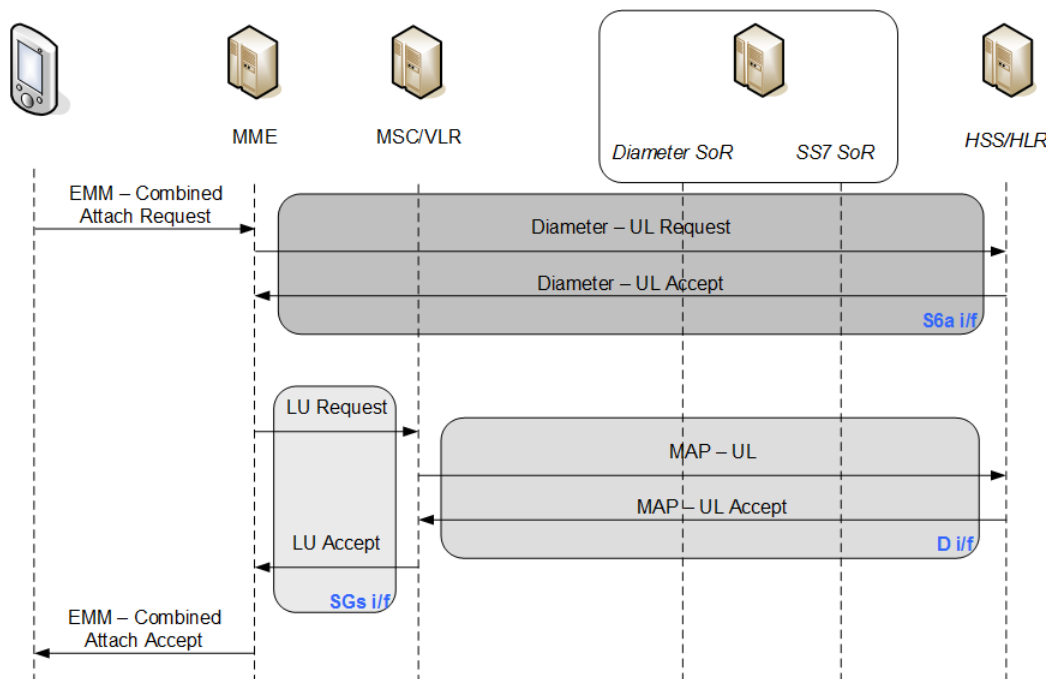 MME
MSC/VLR
Diameter SoR
SS7 SoR
HSS/HLR
EMM – Combined
Attach Request
Diameter – UL Request
Diameter – UL Accept
S6a i/f
LU Request
MAP – UL
MAP – UL Accept
LU Accept
D i/f
SGs i/f
EMM – Combined
Attach Accept